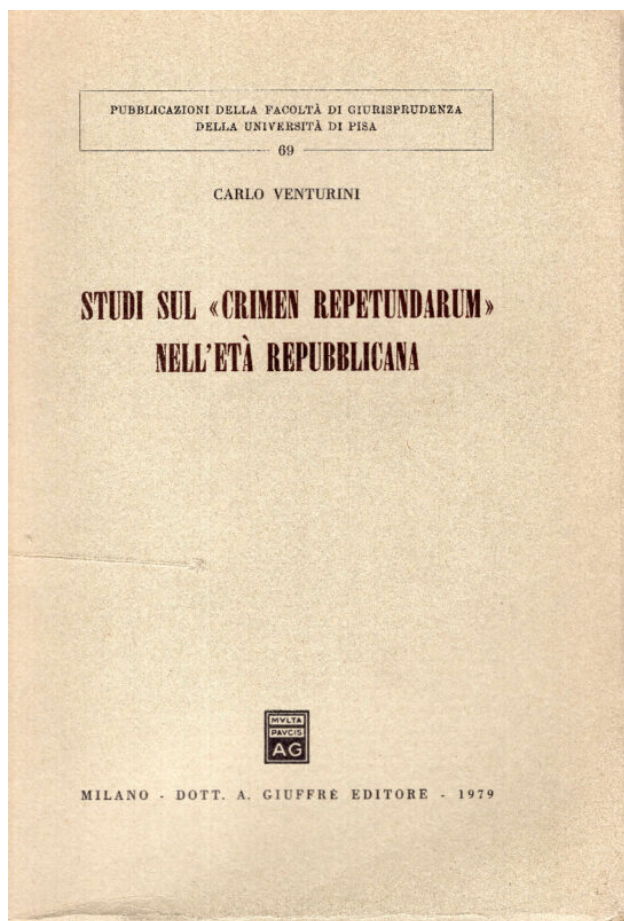 PUBBLICAZIONI DELLA FACOLTÀ DI GIURISPRUDENZA
DELLA UNIVERSITÀ DI PISA
69
CARLO VENTURINI
STUDI SUL «CRIMEN REPETUNDARUM»
NELL'ETÀ REPUBBLICANA
MVLTA
PAVCIS
AG
MILANO - DOTT. A. GIUFFRÈ EDITORE - 1979